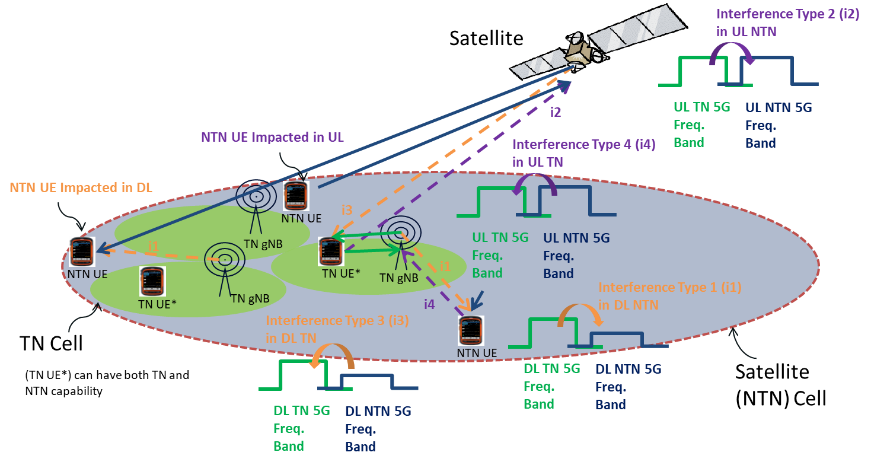 Interference Type 2 (i2)
in UL NTN
Satellite
i2
UL TN 5G
Freq.
Band
UL NTN 5G
Freq.
Band
NTN UE Impacted in UL
Interference Type 4 (i4)
in UL TN
NTN UE Impacted in DL
NTN UE
i3
TN gNB
i1
NTN UE
TN UE*
TN gNB
TN UE*
TN gNB
i1
i4
UL TN 5G
Freq.
Band
UL NTN 5G
Freq.
Band
Interference Type 1 (i1)
in DL NTN
Interference Type 3 (i3)
in DL TN
NTN UE
TN Cell
(TN UE*) can have both TN and
NTN capability
DL TN 5G
Freq.
Band
DL NTN 5G
Freq.
Band
DL TN 5G
Freq.
Band
DL NTN 5G
Freq.
Band
Satellite
(NTN) Cell